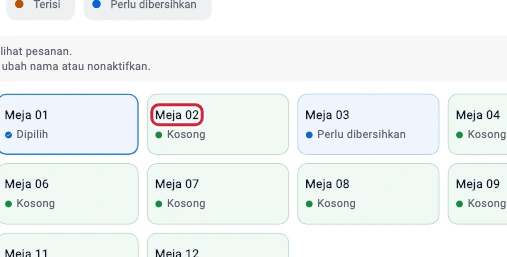 Terisi Perlu dibersihkan
lihat pesanan.
ubah nama atau nonaktifkan.
Meja 01 Meja 02 Meja 03 Meja 04
Dipilih Kosong Perlu dibersihkan Kosong
Meja 06 Meja 07 Meja 08 Meja 09
Kosong Kosong Kosong Kosong
Meja 11 Meja 12